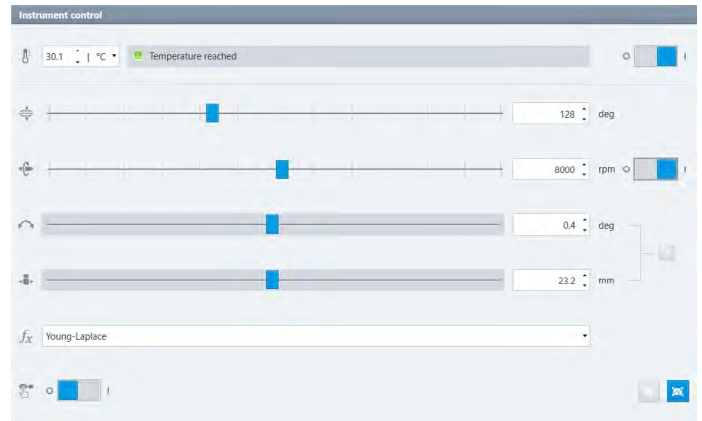 Instrument control
30.1 | °C Temperature reached O I
128 deg
8000 rpm O I
0.4 deg
23.2 mm
fx Young-Laplace
O I